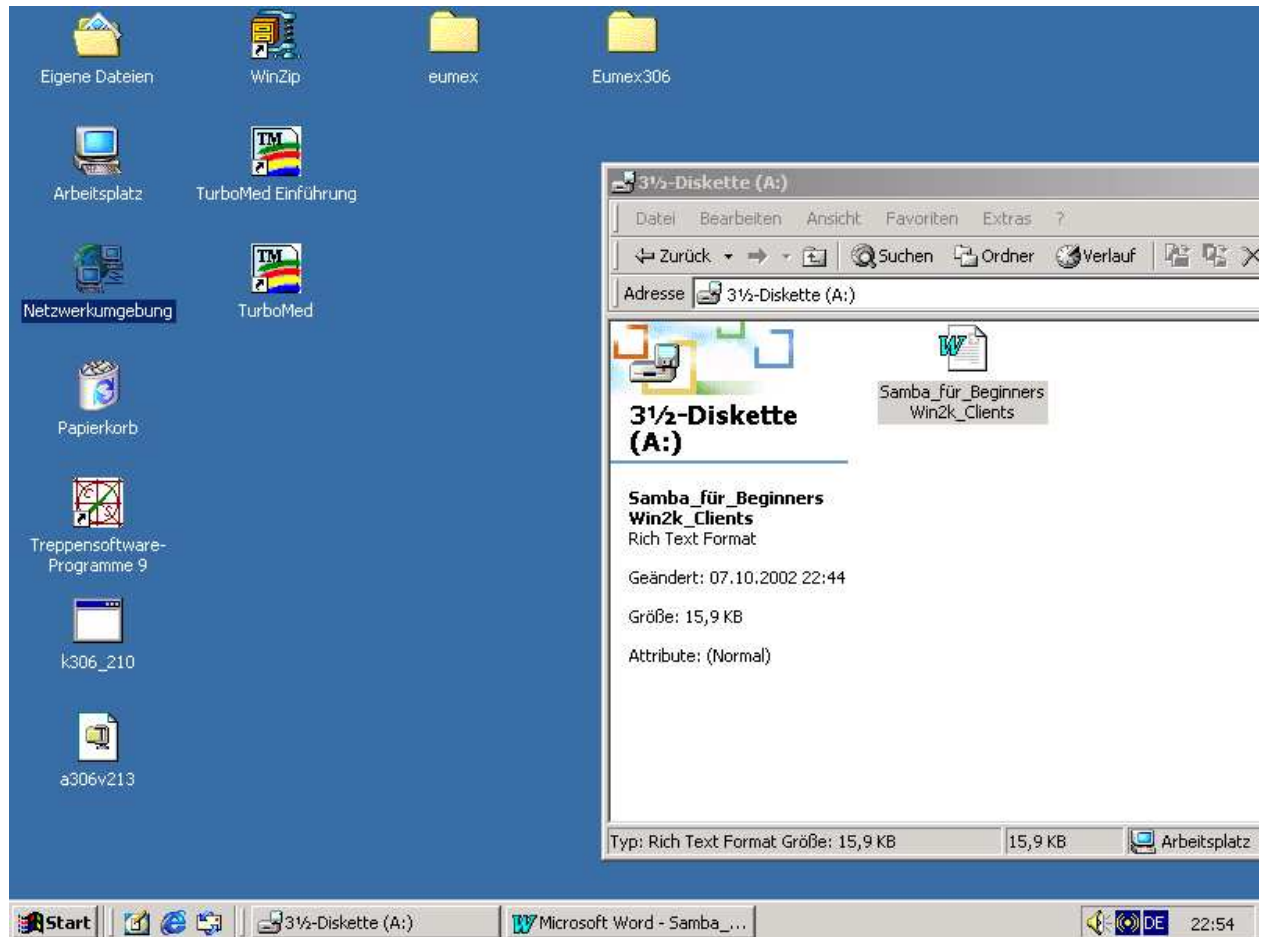 Eigene Dateien
WinZip
eumex
Eumex306
Arbeitsplatz
TM
TurboMed Einführung
Netzwerkumgebung
TM
TurboMed
Papierkorb
Treppensoftware-
Programme 9
k306_210
a306v213
3½-Diskette (A:)
Datei Bearbeiten Ansicht Favoriten Extras ?
Zurück Suchen Ordner Verlauf
Adresse 3½-Diskette (A:)
3½-Diskette
(A:)
Samba_für_Beginners
Win2k_Clients
Rich Text Format
Geändert: 07.10.2002 22:44
Größe: 15,9 KB
Attribute: (Normal)
W
Samba_für_Beginners
Win2k_Clients
Typ: Rich Text Format Größe: 15,9 KB 15,9 KB Arbeitsplatz
Start 3½-Diskette (A:) Microsoft Word - Samba_... DE 22:54